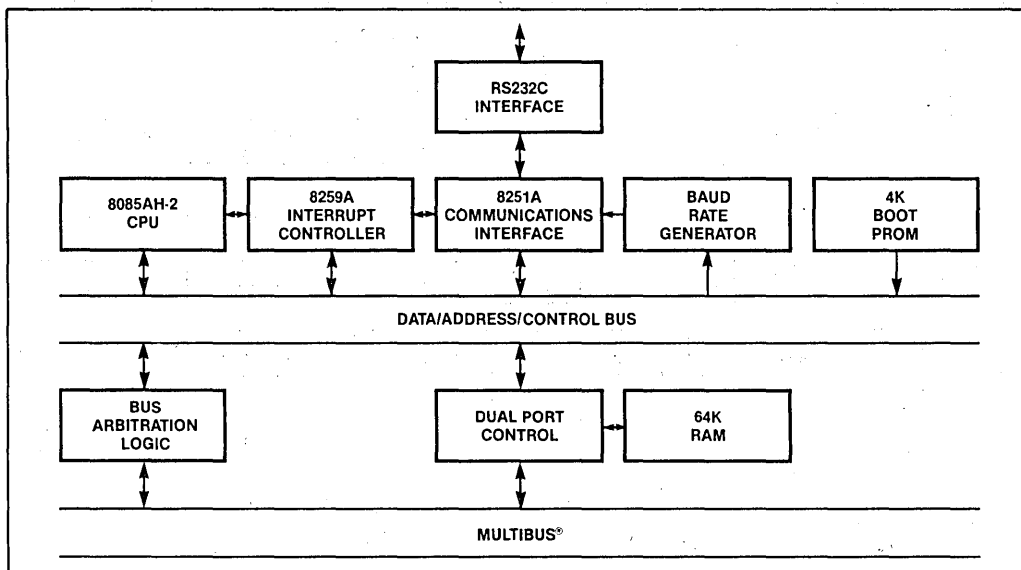 RS232C
INTERFACE
8085AH-2
CPU
8259A
INTERRUPT
CONTROLLER
8251A
COMMUNICATIONS
INTERFACE
BAUD
RATE
GENERATOR
4K
BOOT
PROM
DATA/ADDRESS/CONTROL BUS
BUS
ARBITRATION
LOGIC
DUAL PORT
CONTROL
64K
RAM
MULTIBUS®